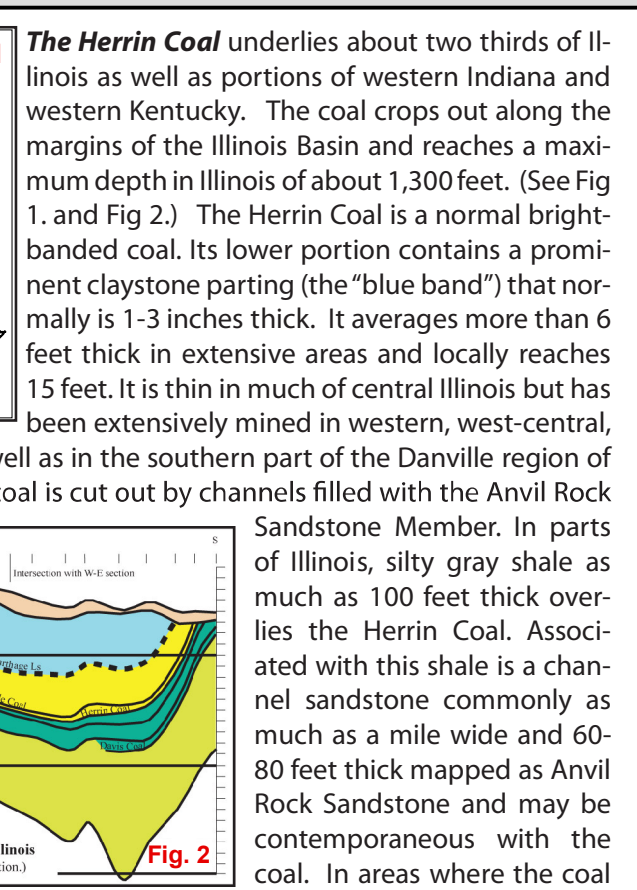 The Herrin Coal underlies about two thirds of Il-
linois as well as portions of western Indiana and
western Kentucky. The coal crops out along the
margins of the Illinois Basin and reaches a maxi-
mum depth in Illinois of about 1,300 feet. (See Fig
1. and Fig 2.) The Herrin Coal is a normal bright-
banded coal. Its lower portion contains a promi-
nent claystone parting (the “blue band”) that nor-
mally is 1-3 inches thick. It averages more than 6
feet thick in extensive areas and locally reaches
15 feet. It is thin in much of central Illinois but has
been extensively mined in western, west-central,
well as in the southern part of the Danville region of
coal is cut out by channels filled with the Anvil Rock
Sandstone Member. In parts
of Illinois, silty gray shale as
much as 100 feet thick over-
lies the Herrin Coal. Associ-
ated with this shale is a chan-
nel sandstone commonly as
much as a mile wide and 60-
80 feet thick mapped as Anvil
Rock Sandstone and may be
contemporaneous with the
coal. In areas where the coal
S
Intersection with W-E section
rthage Ls
Coal
Herrin Coal
Davis Coal
linois
tion.)
Fig. 2